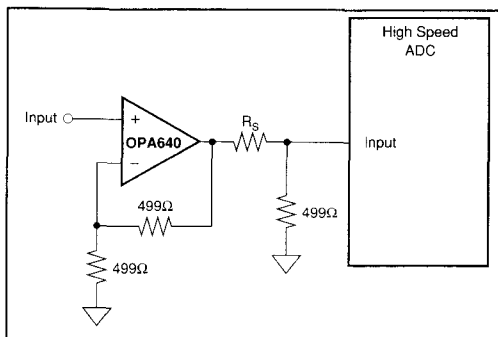 High Speed
ADC
Input
+
OPA640
−
R_S
Input
499Ω
499Ω
499Ω